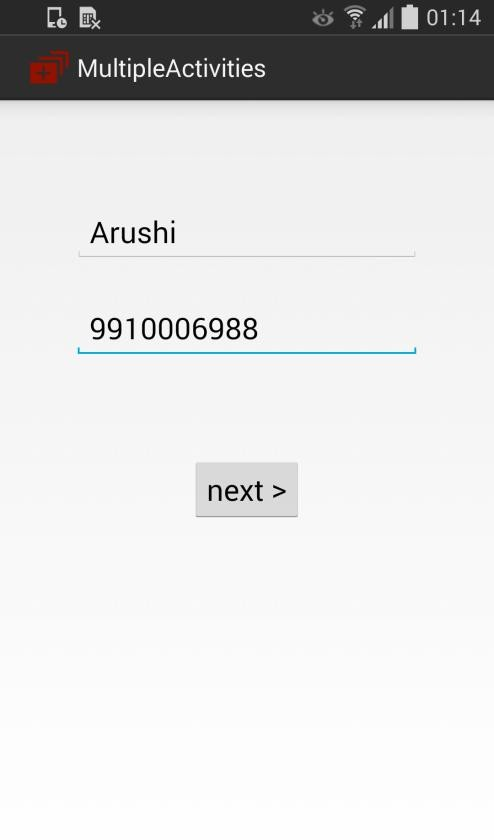 01:14
MultipleActivities
Arushi
9910006988
next >